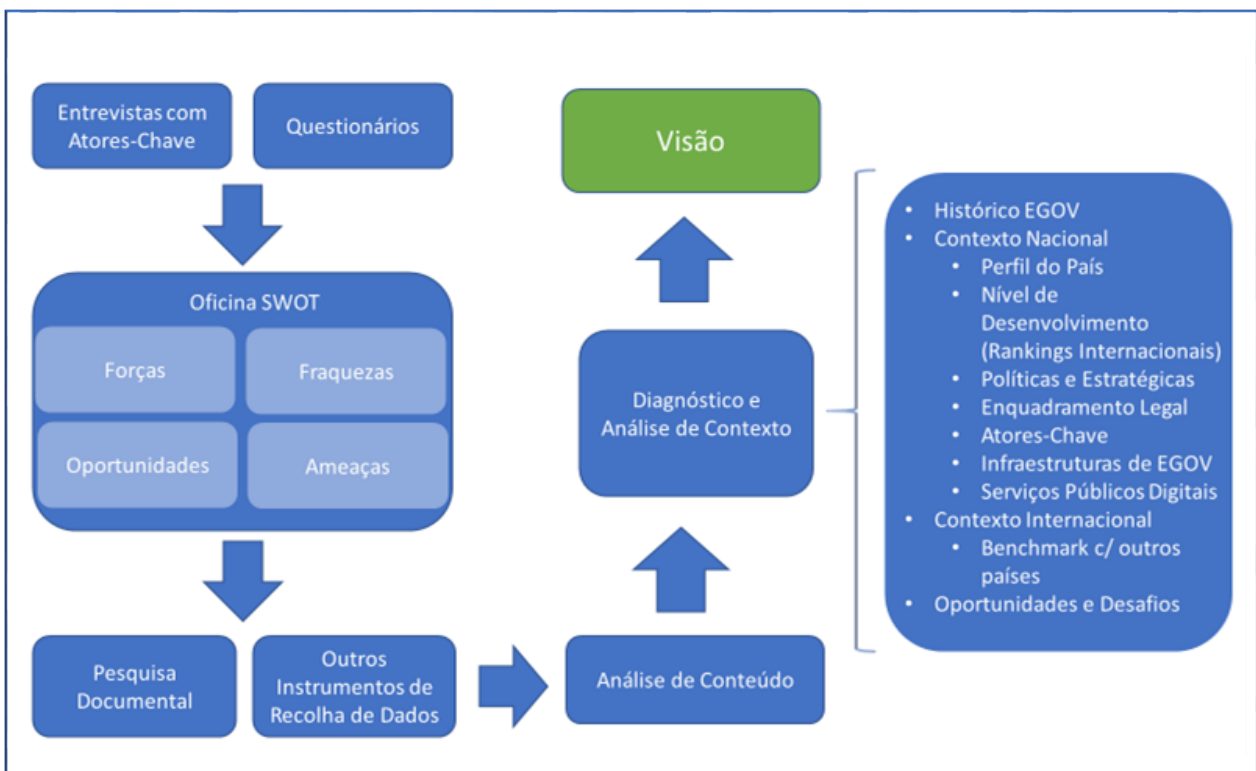 Entrevistas com
Atores-Chave
Questionários
Oficina SWOT
Forças
Fraquezas
Oportunidades
Ameaças
Pesquisa
Documental
Outros
Instrumentos de
Recolha de Dados
Análise de Conteúdo
Diagnóstico e
Análise de Contexto
Visão
• Histórico EGOV
• Contexto Nacional
• Perfil do País
• Nível de
Desenvolvimento
(Rankings Internacionais)
• Políticas e Estratégicas
• Enquadramento Legal
• Atores-Chave
• Infraestruturas de EGOV
• Serviços Públicos Digitais
• Contexto Internacional
• Benchmark c/ outros
países
• Oportunidades e Desafios